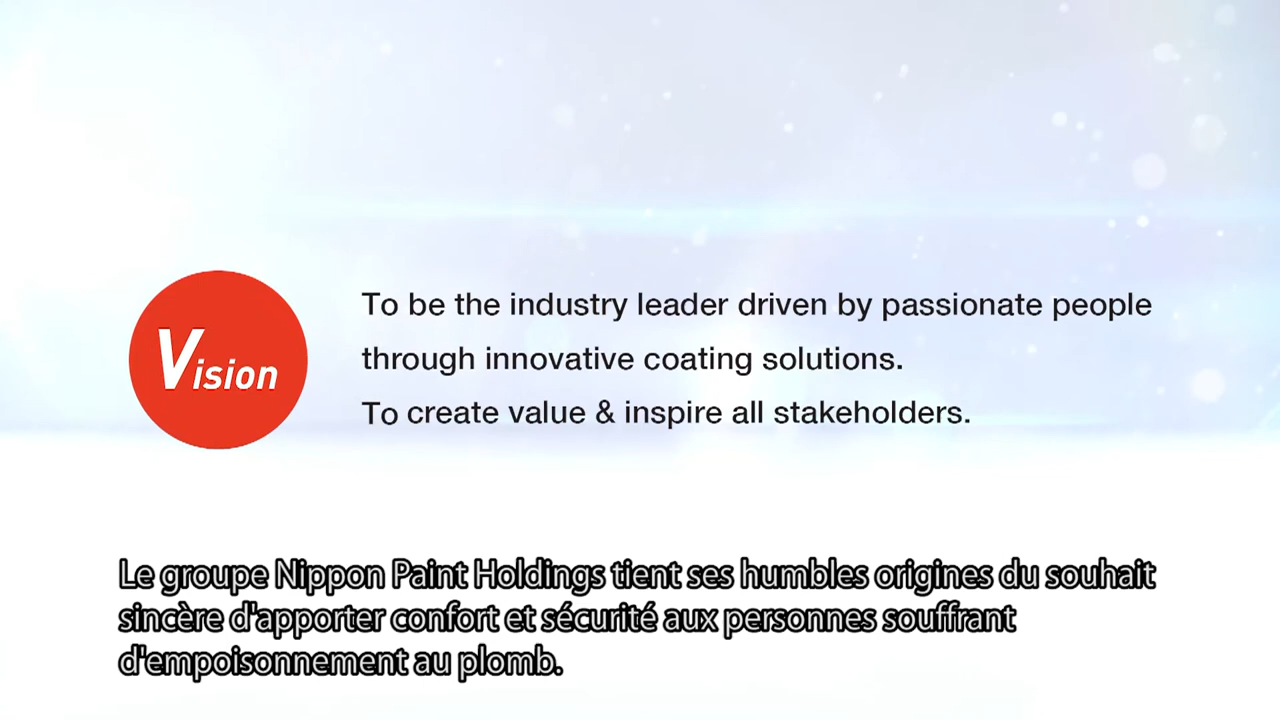 Vision
To be the industry leader driven by passionate people
through innovative coating solutions.
To create value & inspire all stakeholders.
Le groupe Nippon Paint Holdings tient ses humbles origines du souhait
sincère d'apporter confort et sécurité aux personnes souffrant
d'empoisonnement au plomb.